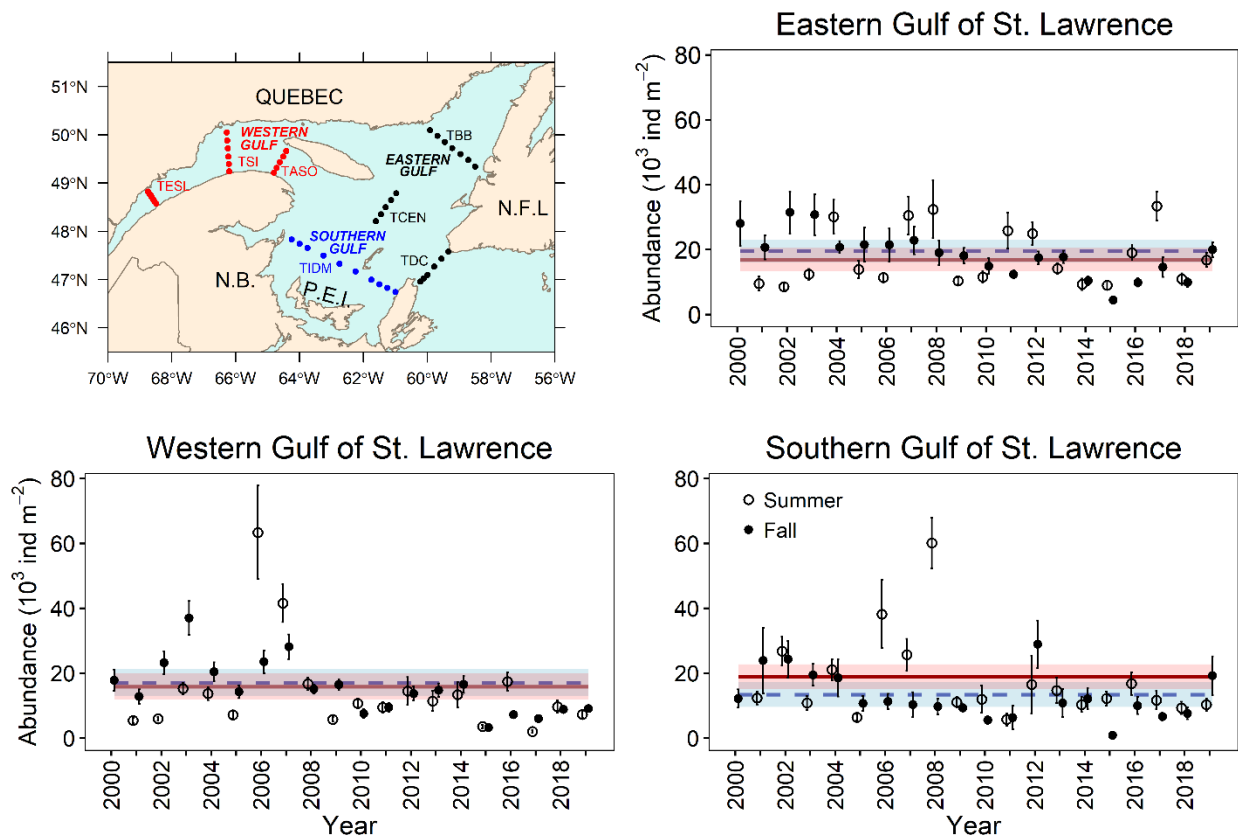 51°N
50°N
49°N
48°N
47°N
46°N
70°W 68°W 66°W 64°W 62°W 60°W 58°W 56°W
QUEBEC
WESTERN
GULF
TSI
TASO
TESL
TBB
EASTERN
GULF
TCEN
N.F.L
SOUTHERN
GULF
TIDM
TDC
N.B.
P.E.I.
Eastern Gulf of St. Lawrence
Abundance (10³ ind m⁻²)
80
60
40
20
0
2000 2002 2004 2006 2008 2010 2012 2014 2016 2018
Western Gulf of St. Lawrence
Abundance (10³ ind m⁻²)
80
60
40
20
0
2000 2002 2004 2006 2008 2010 2012 2014 2016 2018
Year
Southern Gulf of St. Lawrence
Summer
Fall
80
60
40
20
0
2000 2002 2004 2006 2008 2010 2012 2014 2016 2018
Year